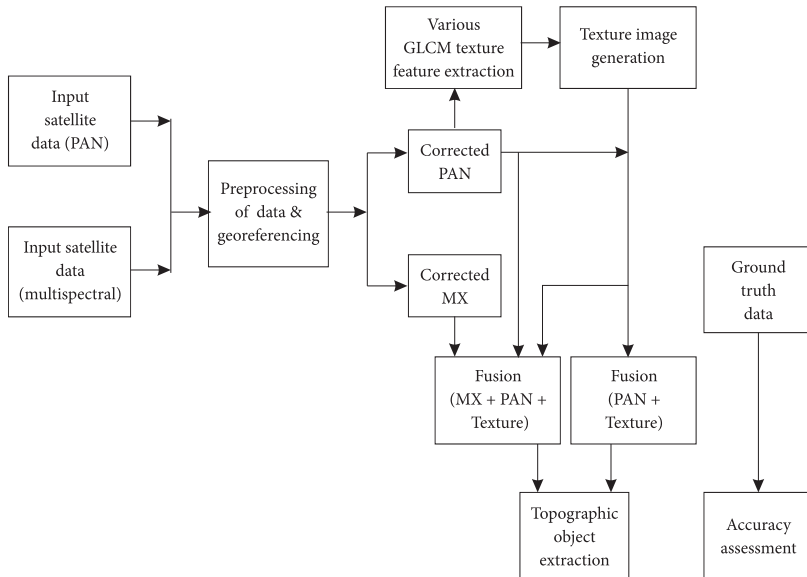 Various
GLCM texture
feature extraction
Texture image
generation
Input
satellite
data (PAN)
Corrected
PAN
Preprocessing
of data &
georeferencing
Input satellite
data
(multispectral)
Corrected
MX
Ground
truth
data
Fusion
(MX + PAN +
Texture)
Fusion
(PAN +
Texture)
Topographic
object
extraction
Accuracy
assessment